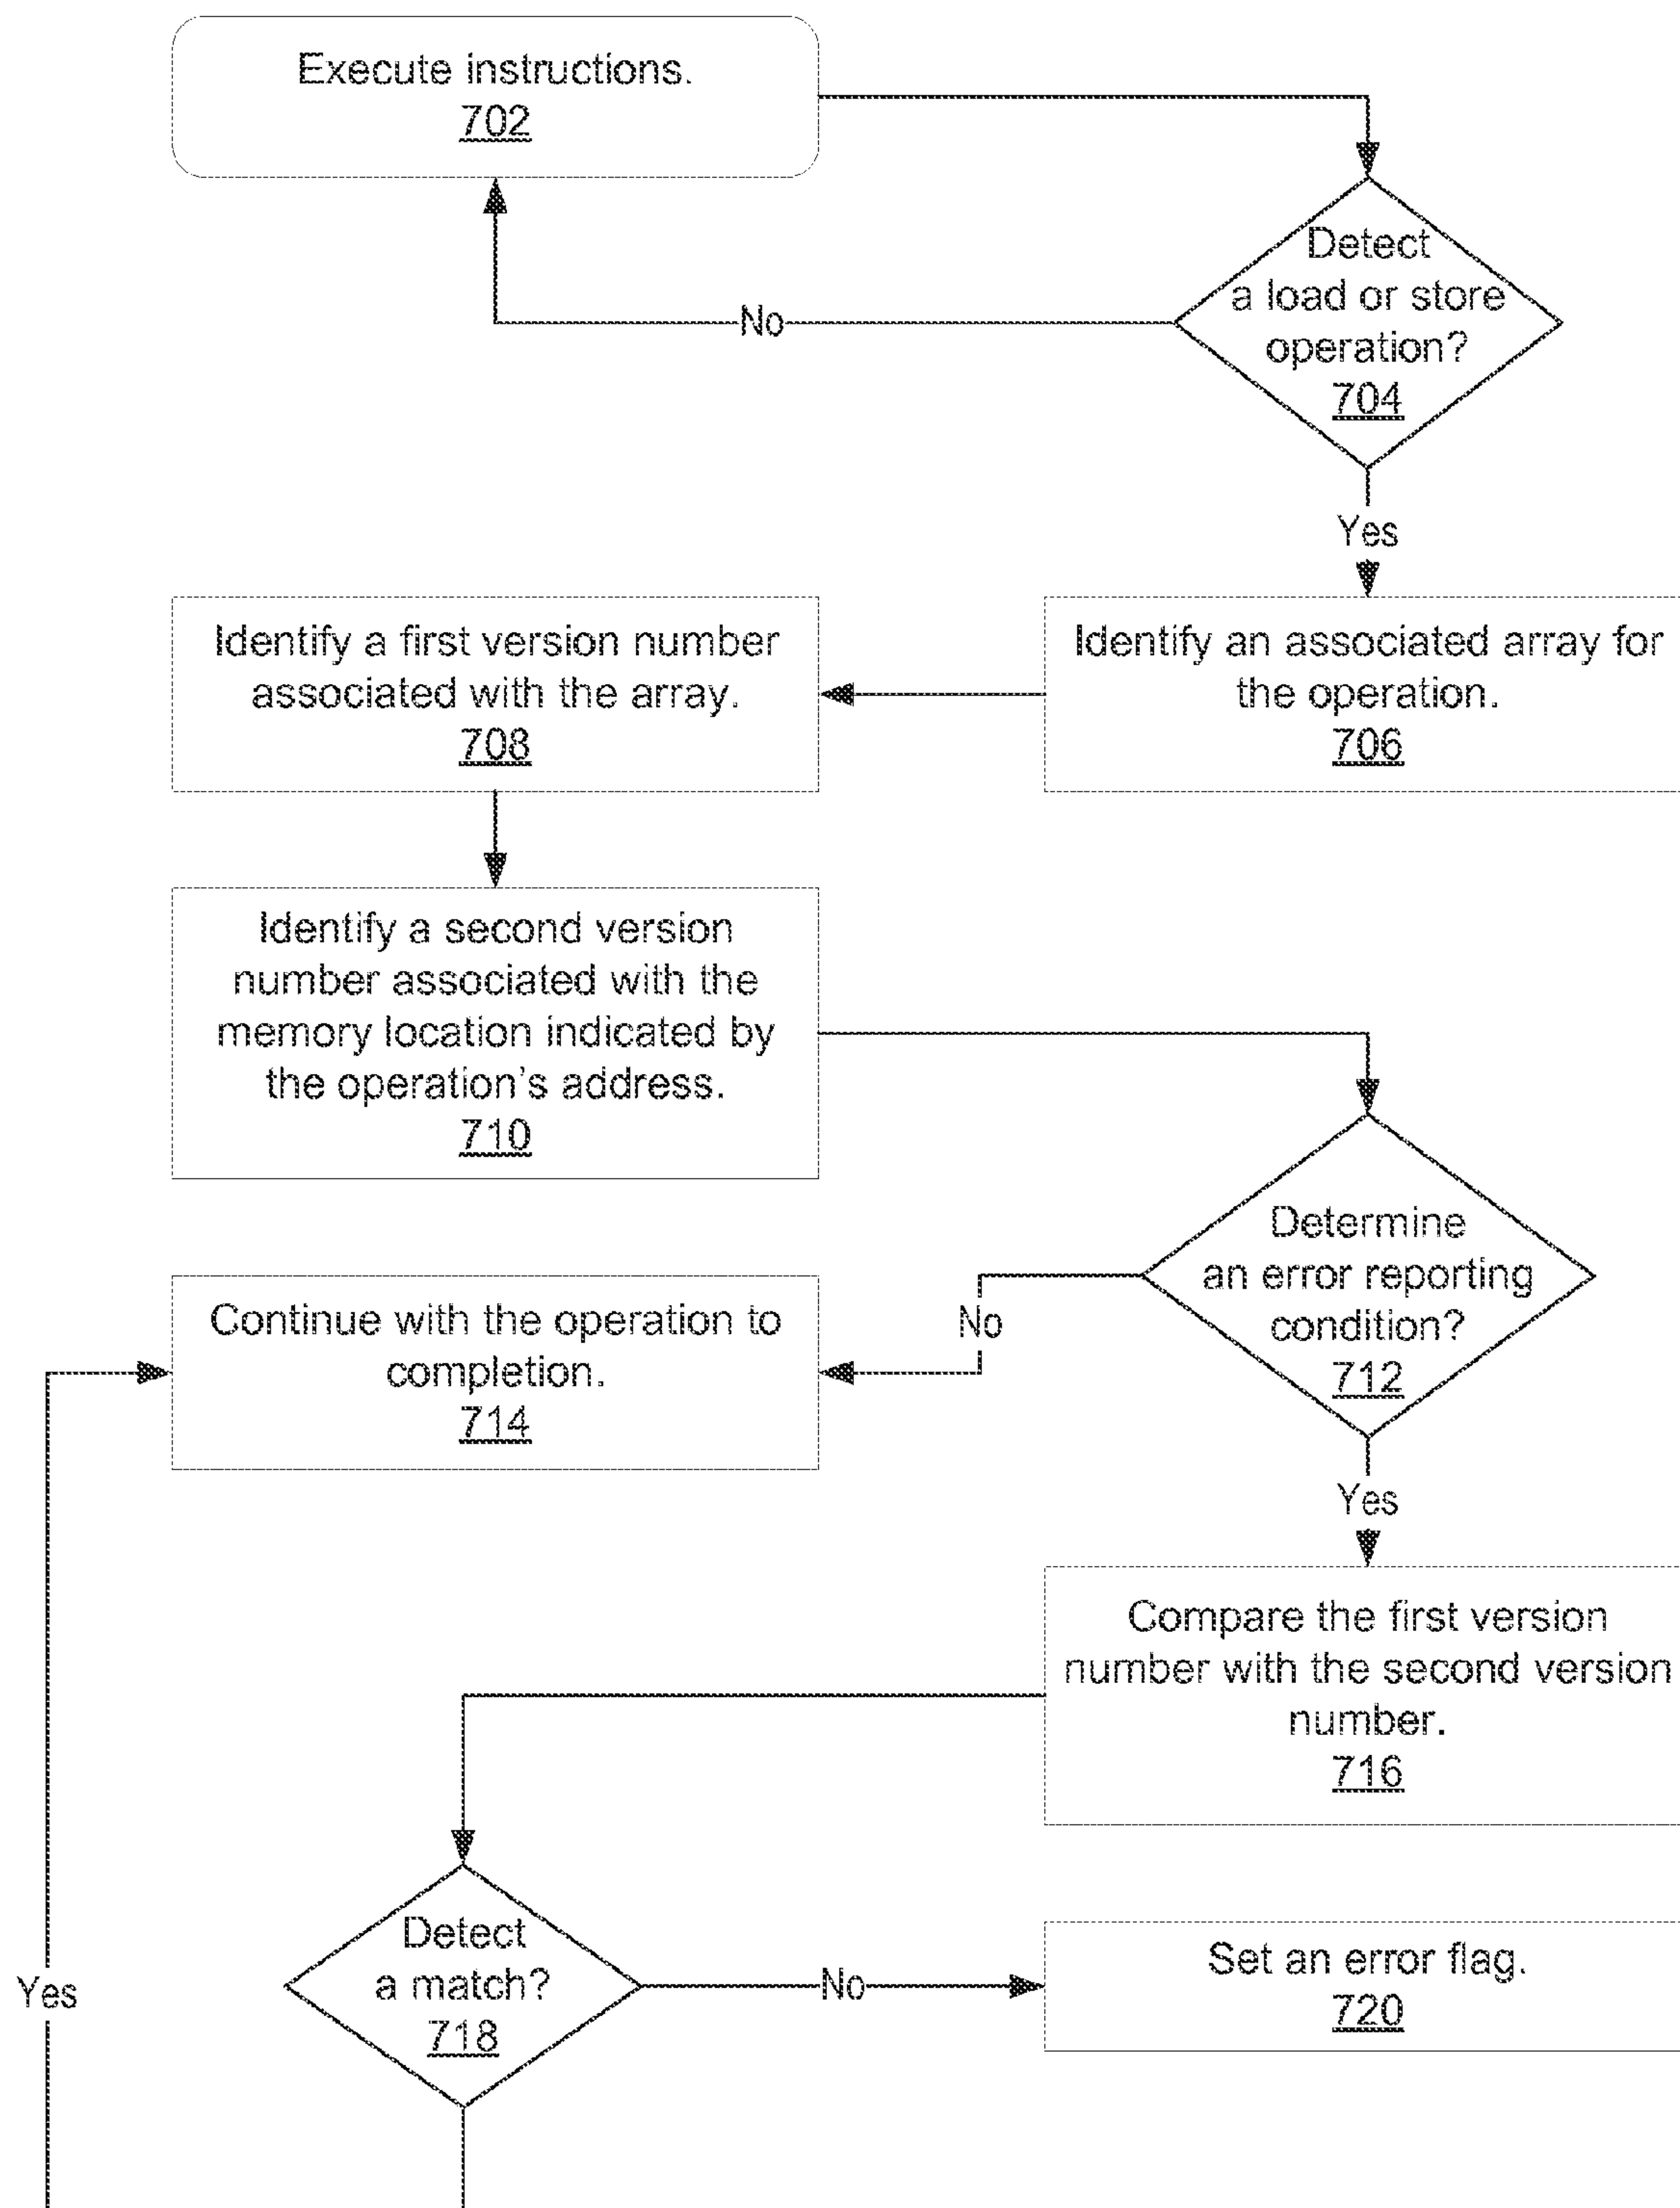 Execute instructions.
702
Detect
a load or store
operation?
704
No
Yes
Identify a first version number
associated with the array.
708
Identify an associated array for
the operation.
706
Identify a second version
number associated with the
memory location indicated by
the operation's address.
710
Determine
an error reporting
condition?
712
No
Continue with the operation to
completion.
714
Yes
Compare the first version
number with the second version
number.
716
Detect
a match?
718
No
Set an error flag.
720
Yes